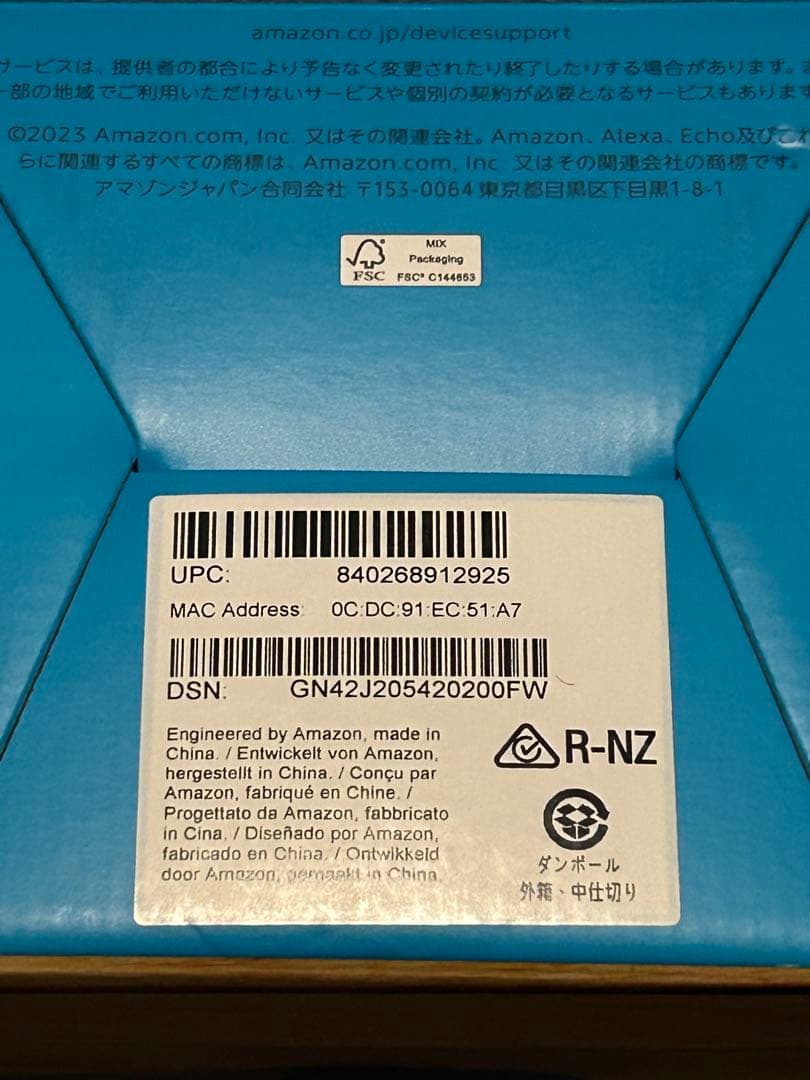 amazon.co.jp/devicesupport
サービスは、提供者の都合により予告なく変更されたり終了したりする場合があります。
一部の地域でご利用いただけないサービスや個別の契約が必要となるサービスもあります
©2023 Amazon.com, Inc. 又はその関連会社。Amazon、Alexa、Echo及びこれ
らに関連するすべての商標は、Amazon.com, Inc. 又はその関連会社の商標です。
アマゾンジャパン合同会社 〒153-0064 東京都目黒区下目黒1-8-1
MIX
Packaging
FSC FSC® C144853
UPC: 840268912925
MAC Address: 0C:DC:91:EC:51:A7
DSN: GN42J205420200FW
Engineered by Amazon, made in
China. / Entwickelt von Amazon,
hergestellt in China. / Conçu par
Amazon, fabriqué en Chine. /
Progettato da Amazon, fabbricato
in Cina. / Diseñado por Amazon,
fabricado en China. / Ontwikkeld
door Amazon, gemaakt in China.
R-NZ
ダンボール
外箱、中仕切り